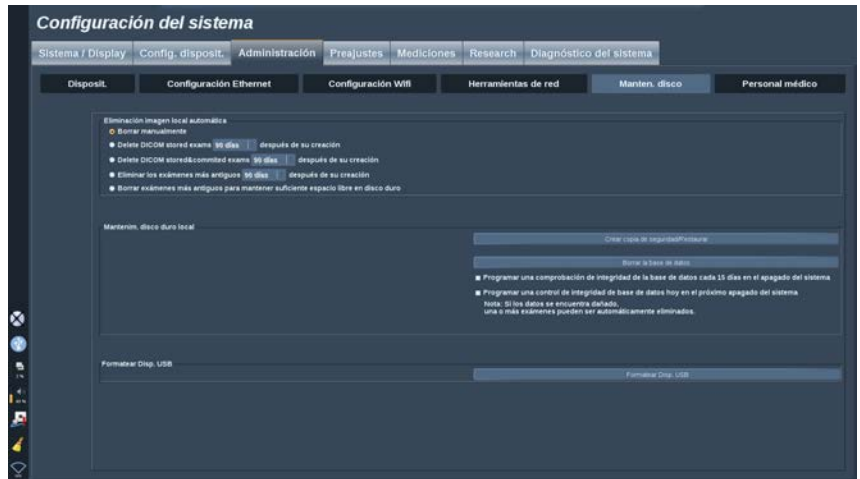 Configuración del sistema
Sistema / Display Config. disposit. Administración Preajustes Mediciones Research Diagnóstico del sistema
Disposit. Configuración Ethernet Configuración Wifi Herramientas de red Manten. disco Personal médico
Eliminación imagen local automática
Borrar manualmente
Delete DICOM stored exams 90 días después de su creación
Delete DICOM stored&commited exams 90 días después de su creación
Eliminar los exámenes más antiguos 90 días después de su creación
Borrar exámenes más antiguos para mantener suficiente espacio libre en disco duro
Mantenim. disco duro local
Crear copia de seguridad/Restaurar
Borrar la base de datos
Programar una comprobación de integridad de la base de datos cada 15 días en el apagado del sistema
Programar una control de integridad de base de datos hoy en el próximo apagado del sistema
Nota: Si los datos se encuentra dañado,
una o más exámenes pueden ser automáticamente eliminados.
Formatear Disp. USB
Formatear Disp. USB